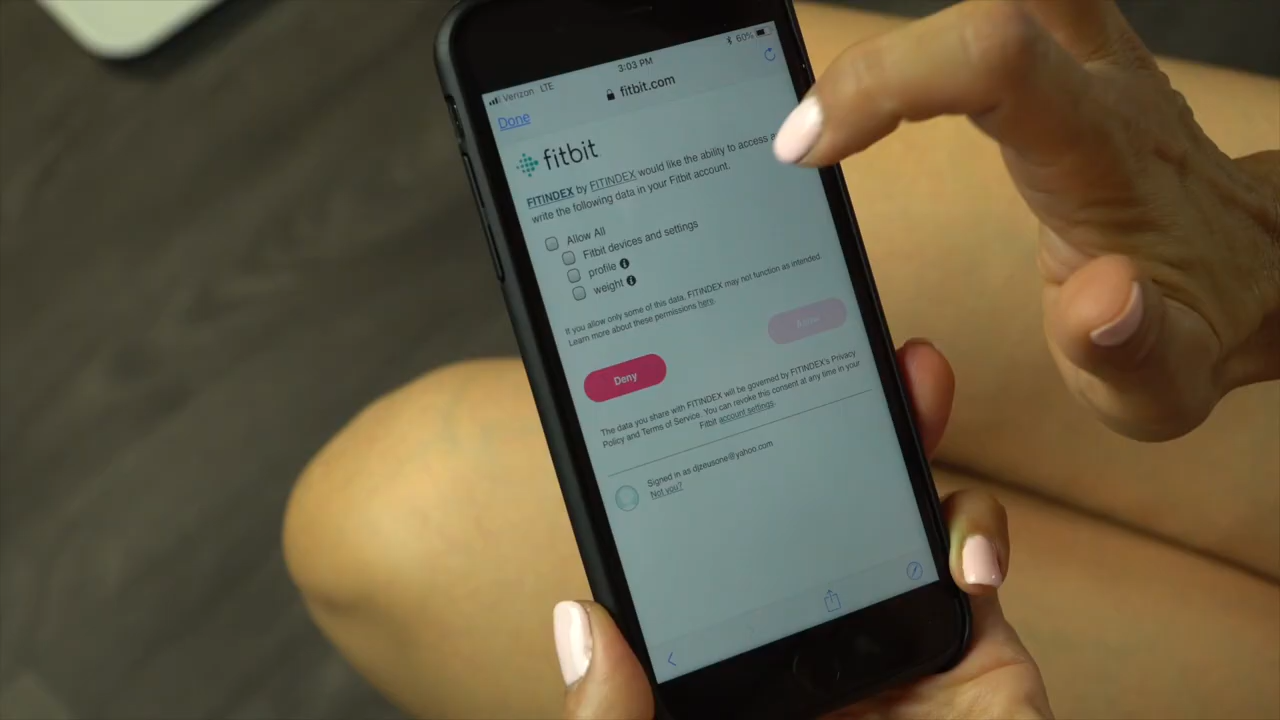 Verizon LTE
3:03 PM
60%
fitbit.com
Done
fitbit
FITINDEX by FITINDEX would like the ability to access a
write the following data in your Fitbit account.
Allow All
Fitbit devices and settings
profile
weight
If you allow only some of this data, FITINDEX may not function as intended.
Learn more about these permissions here.
Allow
Deny
The data you share with FITINDEX will be governed by FITINDEX's Privacy
Policy and Terms of Service. You can revoke this consent at any time in your
Fitbit account settings.
Signed in as djzeusone@yahoo.com
Not you?